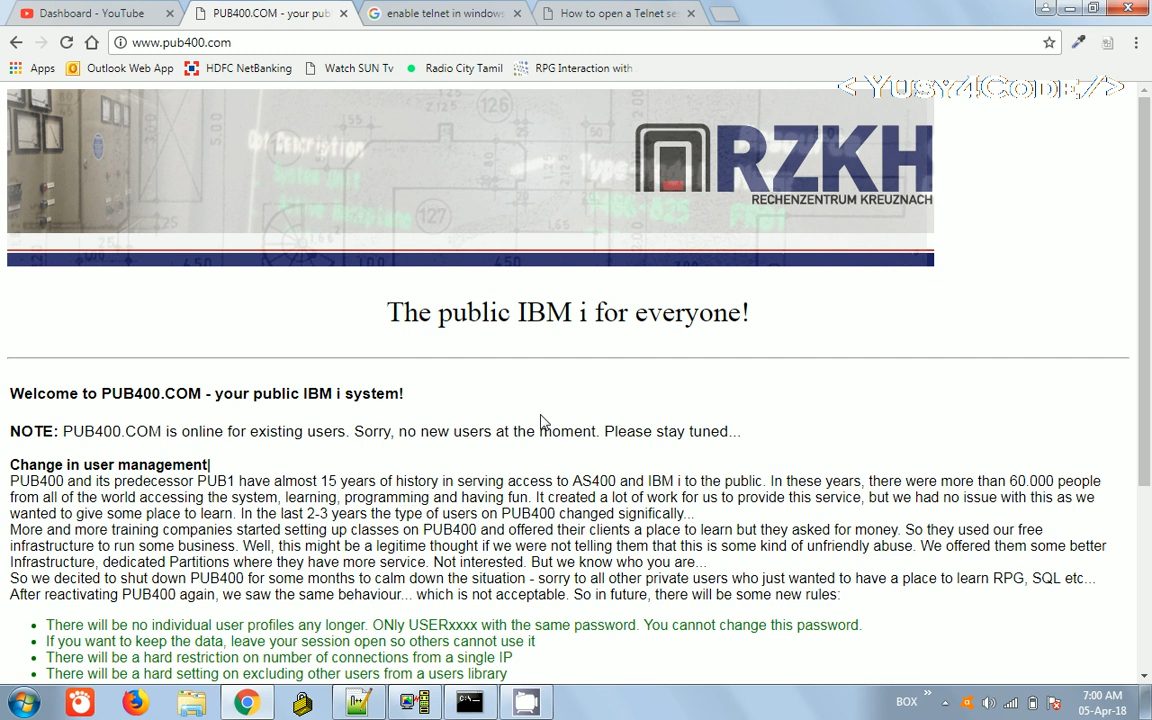 Dashboard - YouTube
PUB400.COM - your pub
enable telnet in windows
How to open a Telnet se
www.pub400.com
Apps
Outlook Web App
HDFC NetBanking
Watch SUN Tv
Radio City Tamil
RPG Interaction with
< Yusy4Code/>
RZKH
RECHENZENTRUM KREUZNACH
126
127
The public IBM i for everyone!
Welcome to PUB400.COM - your public IBM i system!
NOTE: PUB400.COM is online for existing users. Sorry, no new users at the moment. Please stay tuned...
Change in user management
PUB400 and its predecessor PUB1 have almost 15 years of history in serving access to AS400 and IBM i to the public. In these years, there were more than 60.000 people
from all of the world accessing the system, learning, programming and having fun. It created a lot of work for us to provide this service, but we had no issue with this as we
wanted to give some place to learn. In the last 2-3 years the type of users on PUB400 changed significally...
More and more training companies started setting up classes on PUB400 and offered their clients a place to learn but they asked for money. So they used our free
infrastructure to run some business. Well, this might be a legitime thought if we were not telling them that this is some kind of unfriendly abuse. We offered them some better
Infrastructure, dedicated Partitions where they have more service. Not interested. But we know who you are...
So we decided to shut down PUB400 for some months to calm down the situation - sorry to all other private users who just wanted to have a place to learn RPG, SQL etc...
After reactivating PUB400 again, we saw the same behaviour... which is not acceptable. So in future, there will be some new rules:
• There will be no individual user profiles any longer. ONly USERxxxx with the same password. You cannot change this password.
• If you want to keep the data, leave your session open so others cannot use it
• There will be a hard restriction on number of connections from a single IP
• There will be a hard setting on excluding other users from a users library
BOX
7:00 AM
05-Apr-18